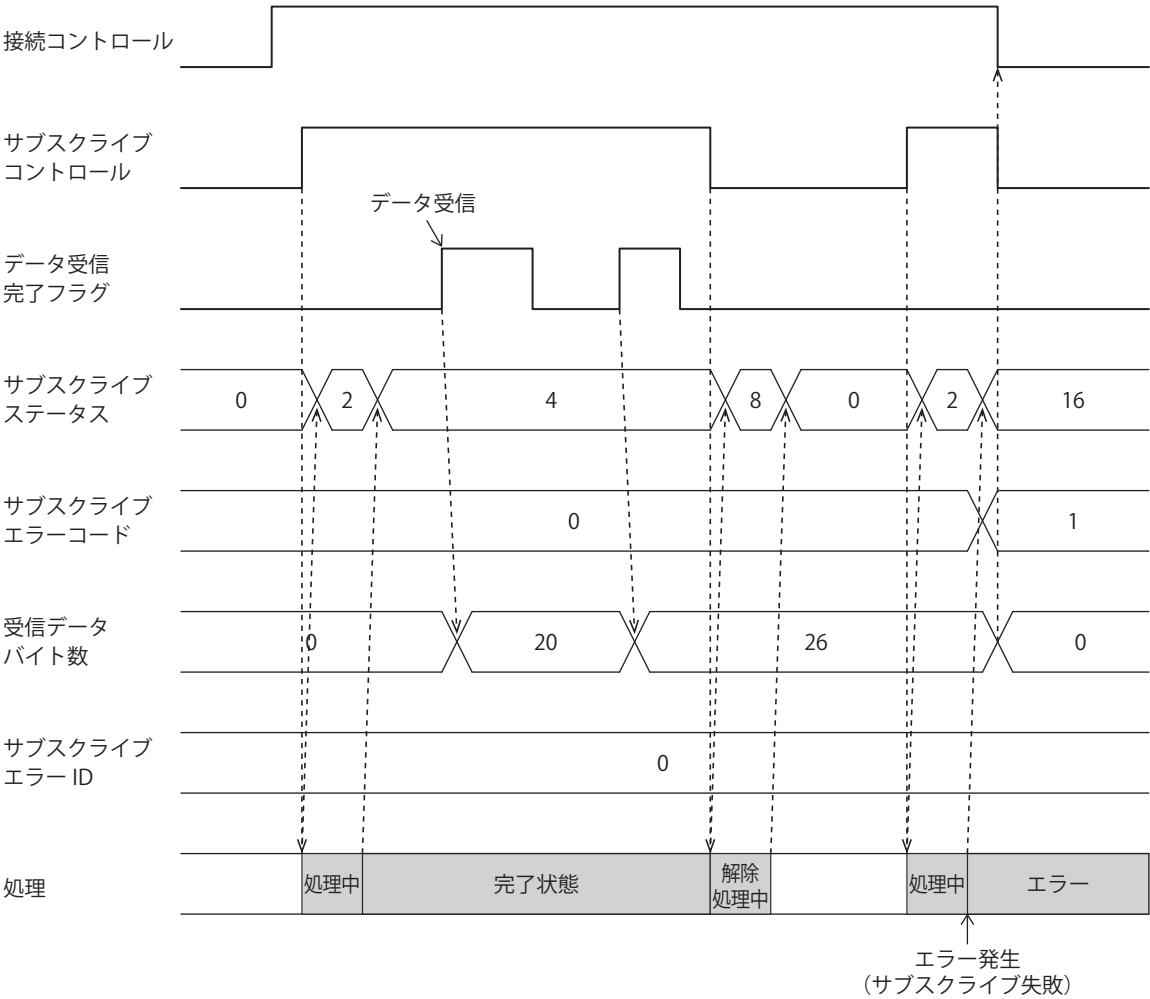 接続コントロール
サブスクライブ
コントロール
データ受信
データ受信
完了フラグ
サブスクライブ
ステータス
0 2 4 8 0 2 16
サブスクライブ
エラーコード
0 1
受信データ
バイト数
0 20 26 0
サブスクライブ
エラー ID
0
処理
処理中 完了状態 解除
処理中 処理中 エラー
エラー発生
（サブスクライブ失敗）